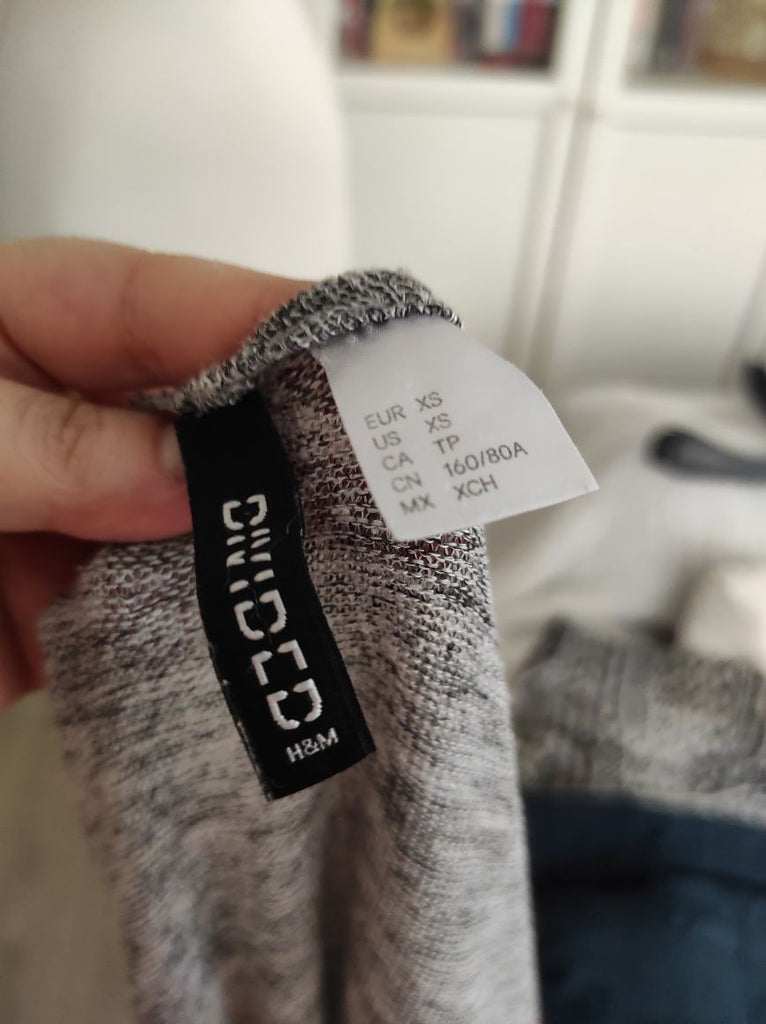 EUR XS
US XS
CA TP
CN 160/80A
MX XCH
DIVIDED
H&M